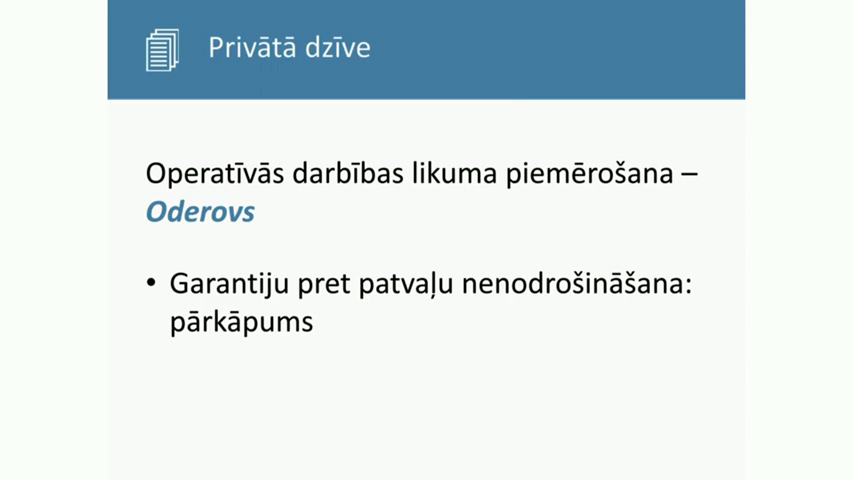 Privātā dzīve
Operatīvās darbības likuma piemērošana –
Oderovs
• Garantiju pret patvaļu nenodrošināšana:
pārkāpums